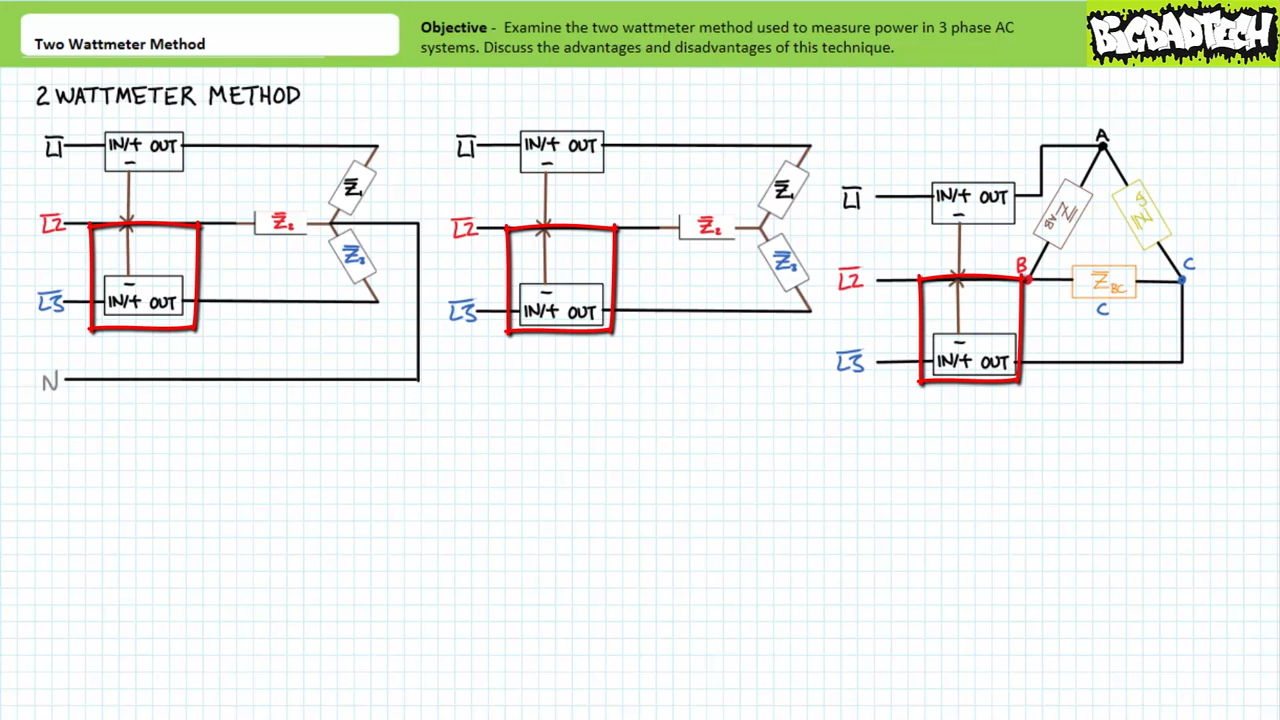 Two Wattmeter Method
Objective - Examine the two wattmeter method used to measure power in 3 phase AC
systems. Discuss the advantages and disadvantages of this technique.
BIGBADTECH
2 WATTMETER METHOD
L1
IN/+ OUT
-
Z1
L2
Z2
Z3
-
L3
IN/+ OUT
N
L1
IN/+ OUT
-
Z1
L2
Z2
Z3
-
L3
IN/+ OUT
A
L1
IN/+ OUT
-
ZAB
ZCA
B
C
L2
ZBC
C
-
L3
IN/+ OUT